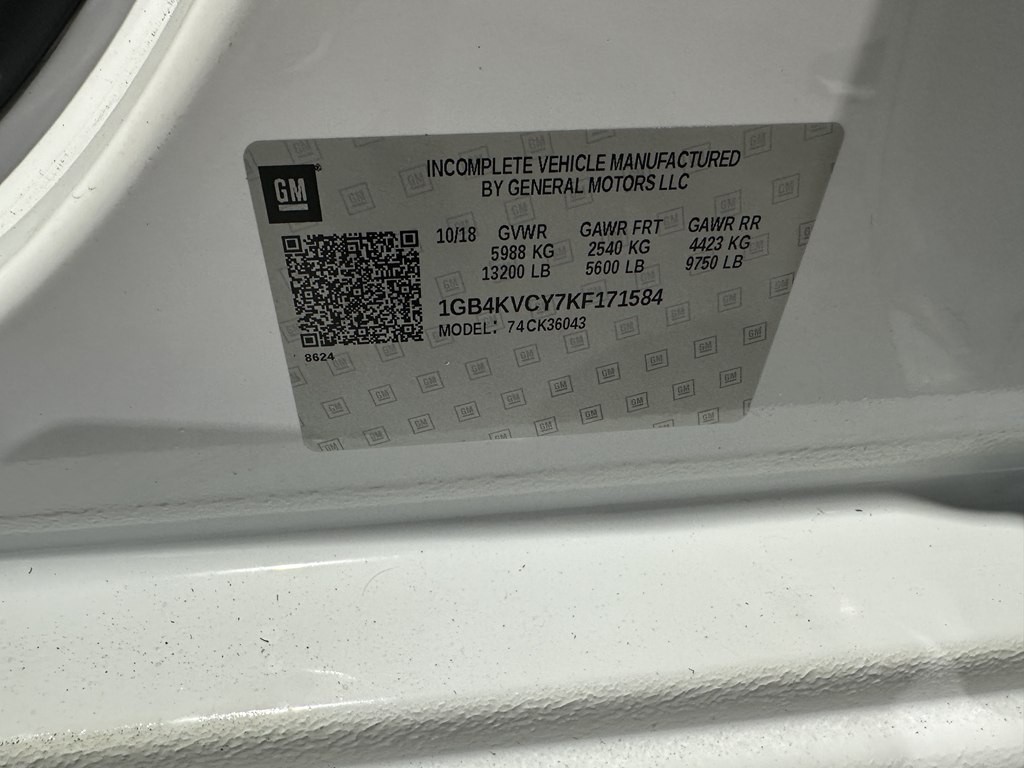 GM
INCOMPLETE VEHICLE MANUFACTURED
BY GENERAL MOTORS LLC
10/18 GVWR GAWR FRT GAWR RR
5988 KG 2540 KG 4423 KG
13200 LB 5600 LB 9750 LB
1GB4KVCY7KF171584
MODEL: 74CK36043
8624